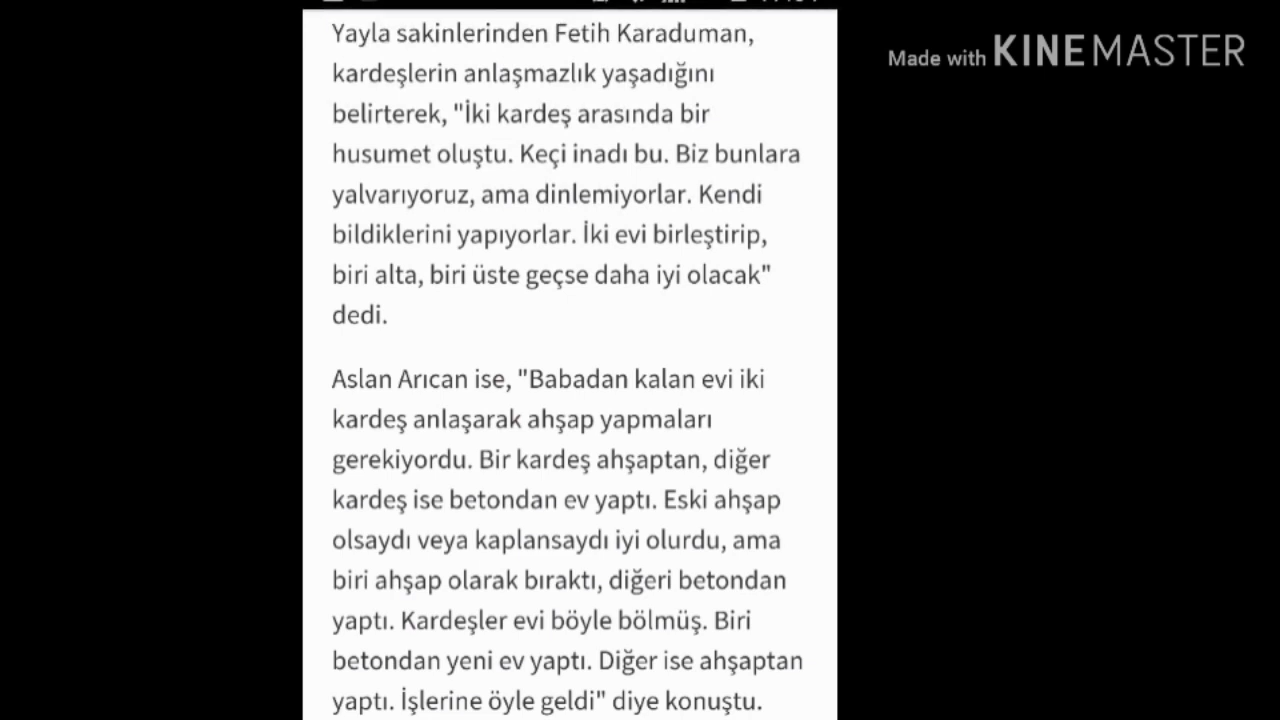 Made with KINEMASTER
Yayla sakinlerinden Fetih Karaduman,
kardeşlerin anlaşmazlık yaşadığını
belirterek, "İki kardeş arasında bir
husumet oluştu. Keçi inadı bu. Biz bunlara
yalvarıyoruz, ama dinlemiyorlar. Kendi
bildiklerini yapıyorlar. İki evi birleştirip,
biri alta, biri üste geçse daha iyi olacak"
dedi.
Aslan Arıcan ise, "Babadan kalan evi iki
kardeş anlaşarak ahşap yapmaları
gerekiyordu. Bir kardeş ahşaptan, diğer
kardeş ise betondan ev yaptı. Eski ahşap
olsaydı veya kaplansaydı iyi olurdu, ama
biri ahşap olarak bıraktı, diğeri betondan
yaptı. Kardeşler evi böyle bölmüş. Biri
betondan yeni ev yaptı. Diğer ise ahşaptan
yaptı. İşlerine öyle geldi" diye konuştu.